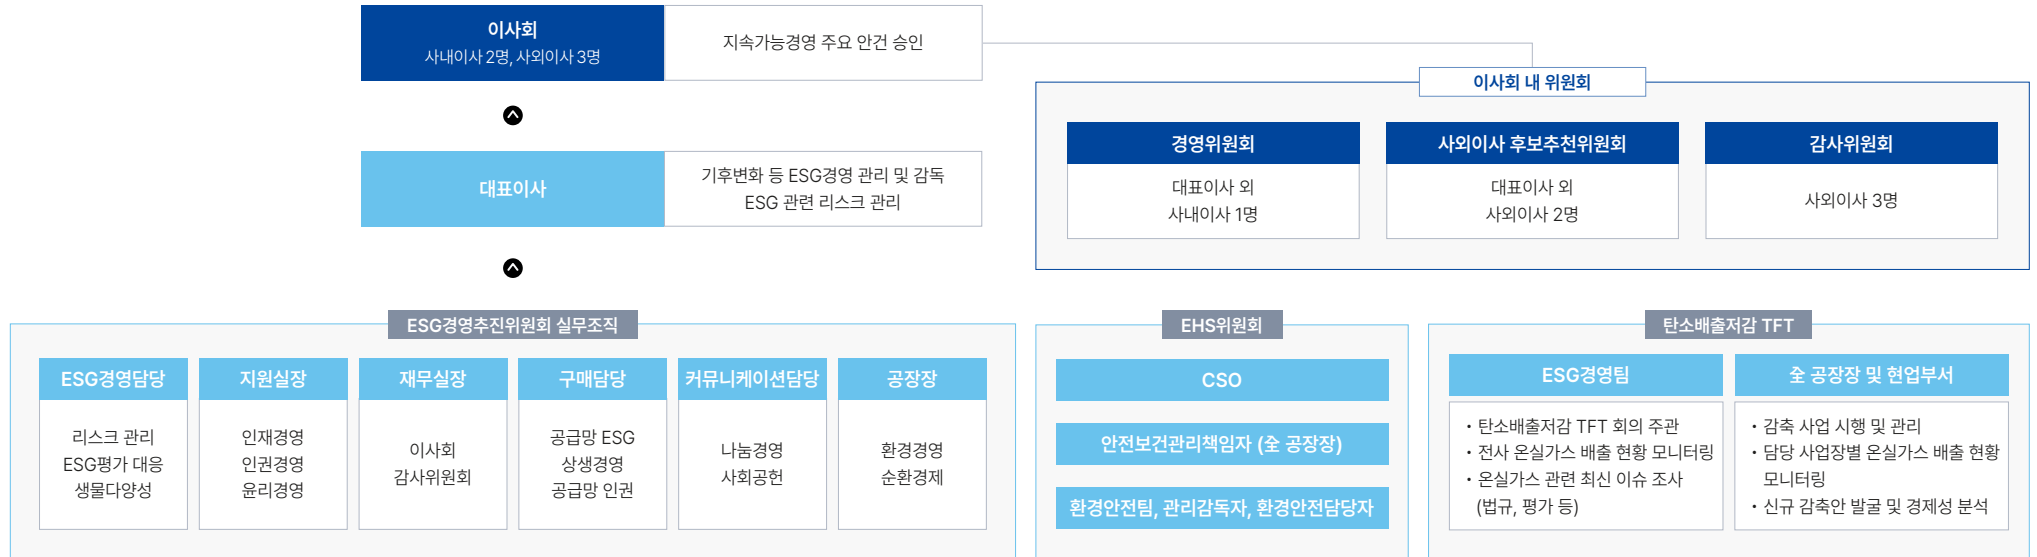 이사회
사내이사 2명, 사외이사 3명
지속가능경영 주요 안건 승인
이사회 내 위원회
경영위원회
대표이사 외
사내이사 1명
사외이사 후보추천위원회
대표이사 외
사외이사 2명
감사위원회
사외이사 3명
대표이사
기후변화 등 ESG경영 관리 및 감독
ESG 관련 리스크 관리
ESG경영추진위원회 실무조직
ESG경영담당
리스크 관리
ESG평가 대응
생물다양성
지원실장
인재경영
인권경영
윤리경영
재무실장
이사회
감사위원회
구매담당
공급망 ESG
상생경영
공급망 인권
커뮤니케이션담당
나눔경영
사회공헌
공장장
환경경영
순환경제
EHS위원회
CSO
안전보건관리책임자 (全 공장장)
환경안전팀, 관리감독자, 환경안전담당자
탄소배출저감 TFT
ESG경영팀
• 탄소배출저감 TFT 회의 주관
• 전사 온실가스 배출 현황 모니터링
• 온실가스 관련 최신 이슈 조사
(법규, 평가 등)
全 공장장 및 현업부서
• 감축 사업 시행 및 관리
• 담당 사업장별 온실가스 배출 현황
모니터링
• 신규 감축안 발굴 및 경제성 분석